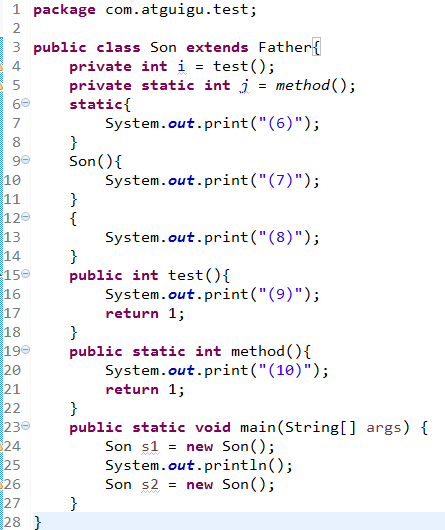 1 package com.atguigu.test;
2
3 public class Son extends Father{
4     private int i = test();
5     private static int j = method();
6     static{
7         System.out.print("(6)");
8     }
9     Son(){
10         System.out.print("(7)");
11     }
12     {
13         System.out.print("(8)");
14     }
15     public int test(){
16         System.out.print("(9)");
17         return 1;
18     }
19     public static int method(){
20         System.out.print("(10)");
21         return 1;
22     }
23     public static void main(String[] args) {
24         Son s1 = new Son();
25         System.out.println();
26         Son s2 = new Son();
27     }
28 }